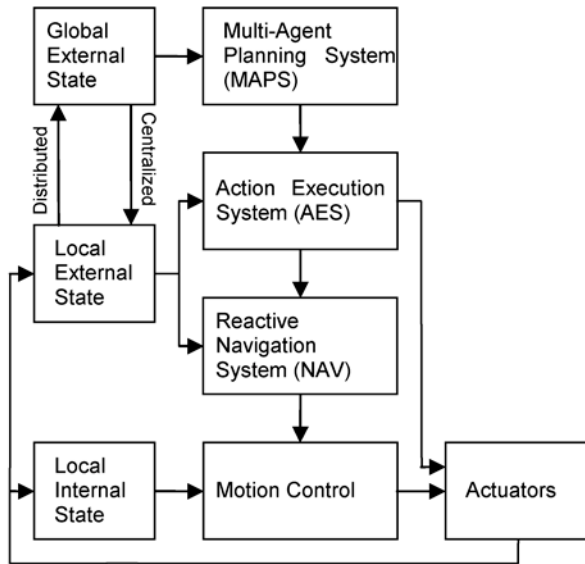 Global
External
State
Multi-Agent
Planning System
(MAPS)
Distributed
Centralized
Local
External
State
Action Execution
System (AES)
Reactive
Navigation
System (NAV)
Local
Internal
State
Motion Control
Actuators